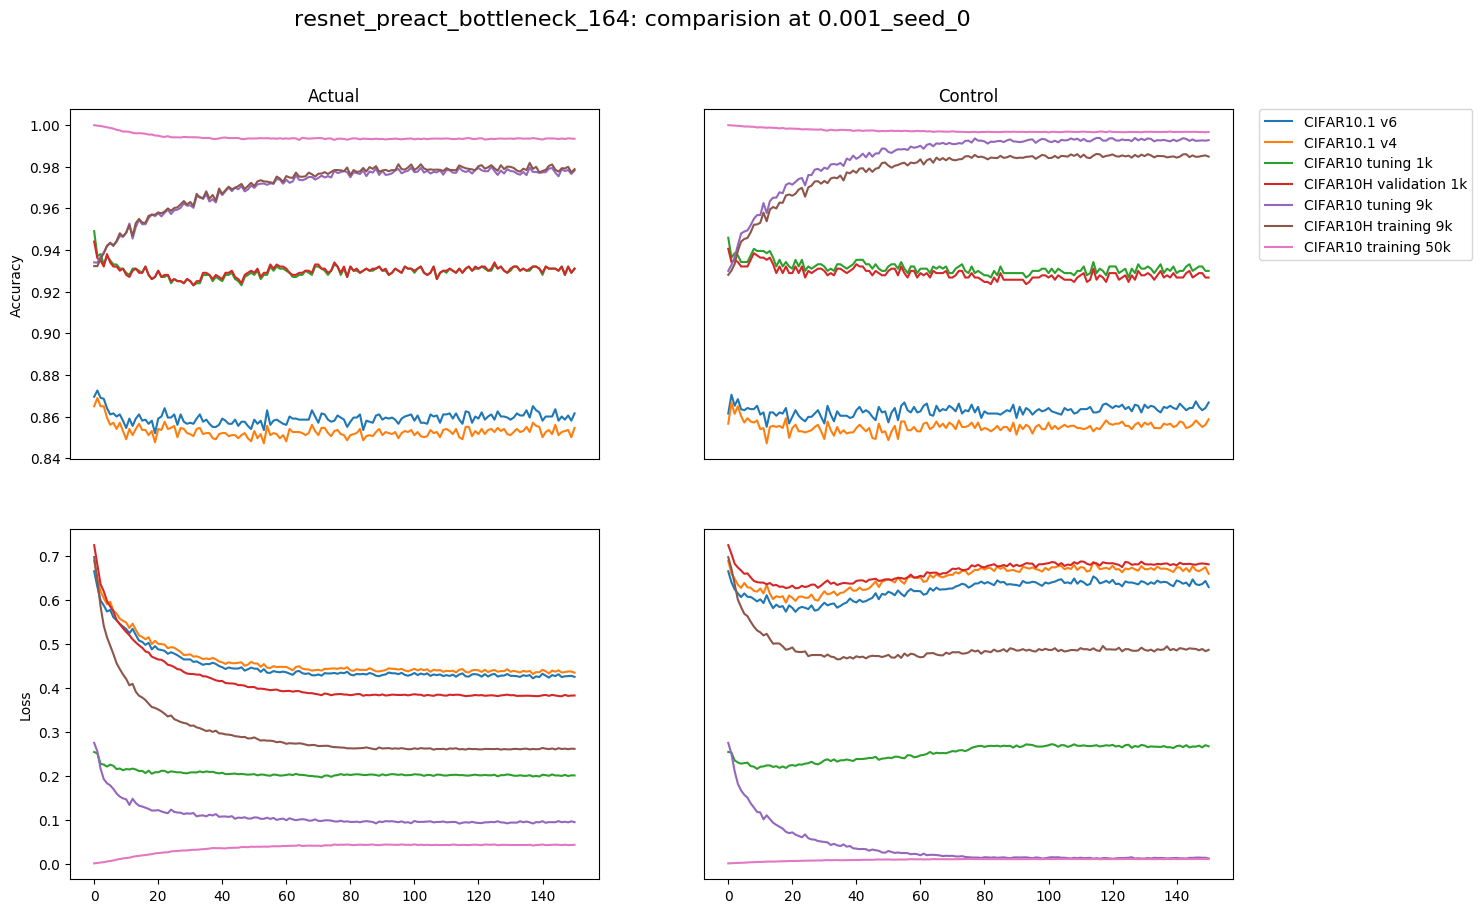 resnet_preact_bottleneck_164: comparision at 0.001_seed_0
Actual
Control
Accuracy
1.00
0.98
0.96
0.94
0.92
0.90
0.88
0.86
0.84
CIFAR10.1 v6
CIFAR10.1 v4
CIFAR10 tuning 1k
CIFAR10H validation 1k
CIFAR10 tuning 9k
CIFAR10H training 9k
CIFAR10 training 50k
Loss
0.7
0.6
0.5
0.4
0.3
0.2
0.1
0.0
0 20 40 60 80 100 120 140
0 20 40 60 80 100 120 140